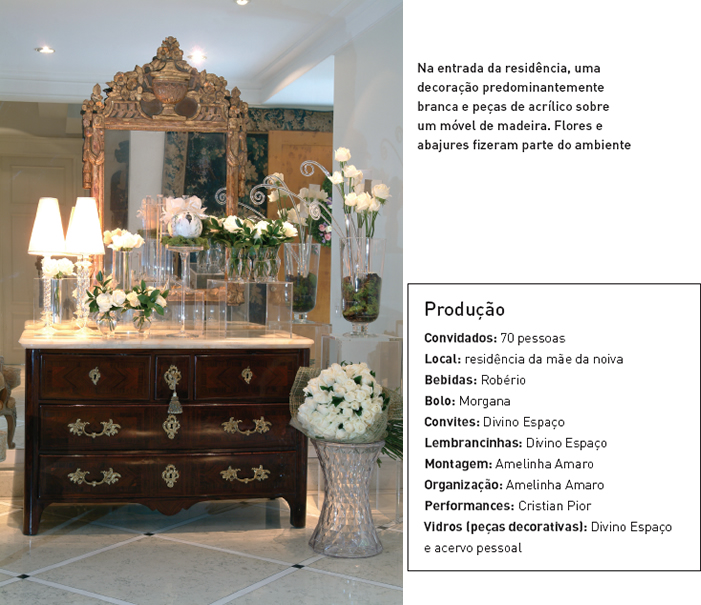 Na entrada da residência, uma
decoração predominantemente
branca e peças de acrílico sobre
um móvel de madeira. Flores e
abajures fizeram parte do ambiente
Produção
Convidados: 70 pessoas
Local: residência da mãe da noiva
Bebidas: Robério
Bolo: Morgana
Convites: Divino Espaço
Lembrancinhas: Divino Espaço
Montagem: Amelinha Amaro
Organização: Amelinha Amaro
Performances: Cristian Pior
Vidros (peças decorativas): Divino Espaço
e acervo pessoal